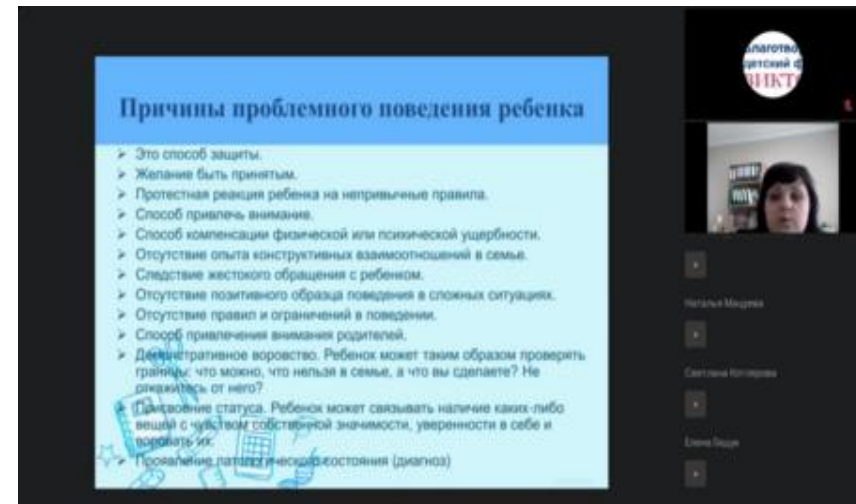 Причины проблемного поведения ребенка
➢ Это способ защиты.
➢ Желание быть принятым.
➢ Протестная реакция ребенка на непривычные правила.
➢ Способ привлечь внимание.
➢ Способ компенсации физической или психической ущербности.
➢ Отсутствие опыта конструктивных взаимоотношений в семье.
➢ Следствие жестокого обращения с ребенком.
➢ Отсутствие позитивного образца поведения в сложных ситуациях.
➢ Отсутствие правил и ограничений в поведении.
➢ Способ привлечения внимания родителей.
➢ Демонстративное воровство. Ребенок может таким образом проверять
границы: что можно, что нельзя в семье, а что вы сделаете? Не
откажитесь от него?
➢ Присвоение статуса. Ребенок может связывать наличие каких-либо
вещей с чувством собственной значимости, уверенности в себе и
воровать их.
➢ Проявление патологического состояния (диагноз)
Наталья
Светлана Котлярова
Елена